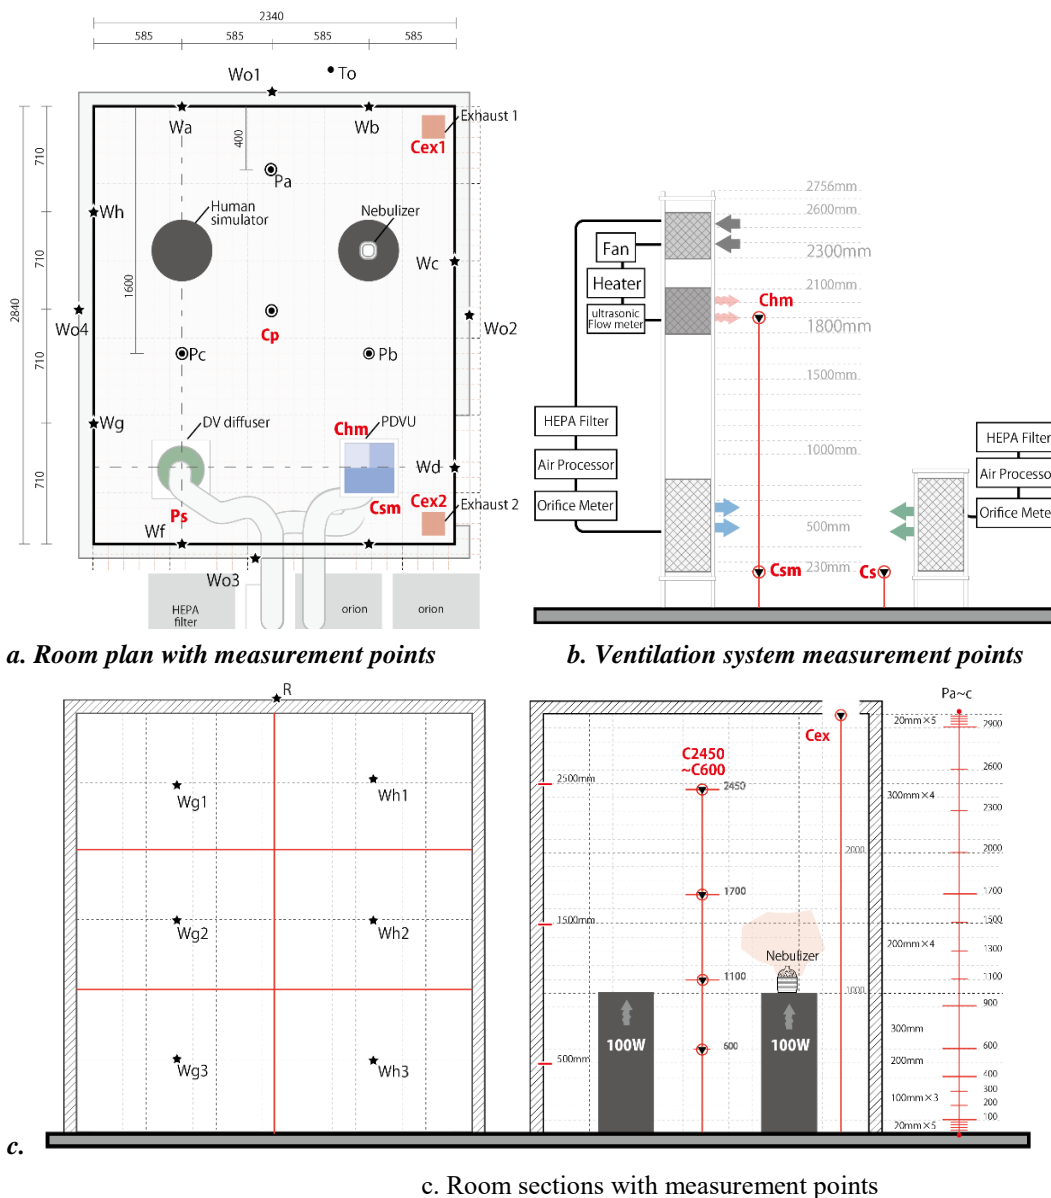 2340
585
585
585
585
Wo1
To
Wa
Wb
Exhaust 1
Cex1
400
Pa
710
Wh
Human
simulator
Nebulizer
Wc
710
1600
2840
Wo4
Cp
Wo2
Pc
Pb
710
Wg
DV diffuser
Chm
PDVU
Wd
710
Ps
Csm
Cex2
Exhaust 2
Wf
Wo3
HEPA
filter
orion
orion
a. Room plan with measurement points
2756mm
2600mm
Fan
2300mm
Heater
2100mm
Chm
ultrasonic
Flow meter
1800mm
1500mm
HEPA Filter
1000mm
HEPA Filter
Air Processor
Air Processor
Orifice Meter
500mm
Orifice Meter
Csm
230mm
Cs
b. Ventilation system measurement points
R
Wg1
Wh1
Wg2
Wh2
Wg3
Wh3
Cex
C2450
~C600
2500mm
2450
2000
1700
1500mm
Nebulizer
1100
1000
100W
600
100W
500mm
Pa~c
20mm×5
2900
2600
300mm×4
2300
2000
1700
1500
200mm×4
1300
1100
900
300mm
600
200mm
400
300
100mm×3
200
100
20mm×5
c.
c. Room sections with measurement points